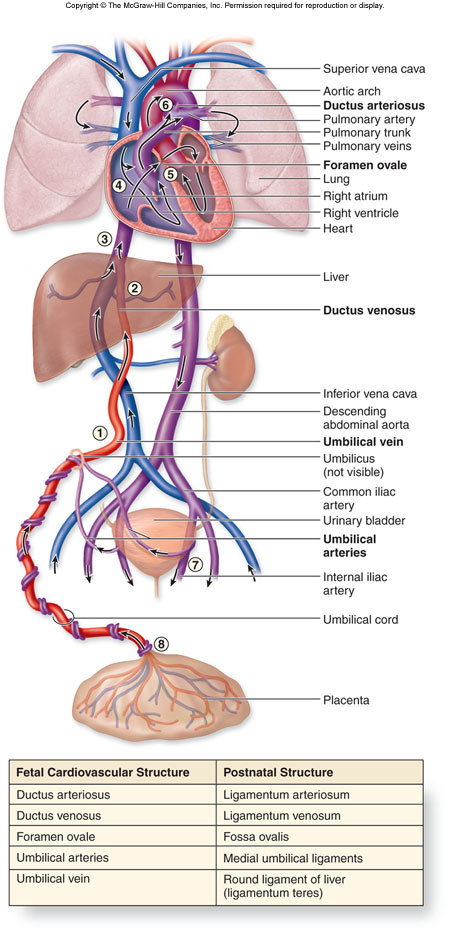 Copyright © The McGraw-Hill Companies, Inc. Permission required for reproduction or display.
Superior vena cava
Aortic arch
6
Ductus arteriosus
Pulmonary artery
Pulmonary trunk
Pulmonary veins
Foramen ovale
5
Lung
4
Right atrium
Right ventricle
Heart
3
Liver
2
Ductus venosus
Inferior vena cava
Descending
abdominal aorta
1
Umbilical vein
Umbilicus
(not visible)
Common iliac
artery
Urinary bladder
Umbilical
arteries
7
Internal iliac
artery
Umbilical cord
8
Placenta
Fetal Cardiovascular Structure Postnatal Structure
Ductus arteriosus Ligamentum arteriosum
Ductus venosus Ligamentum venosum
Foramen ovale Fossa ovalis
Umbilical arteries Medial umbilical ligaments
Umbilical vein Round ligament of liver
(ligamentum teres)